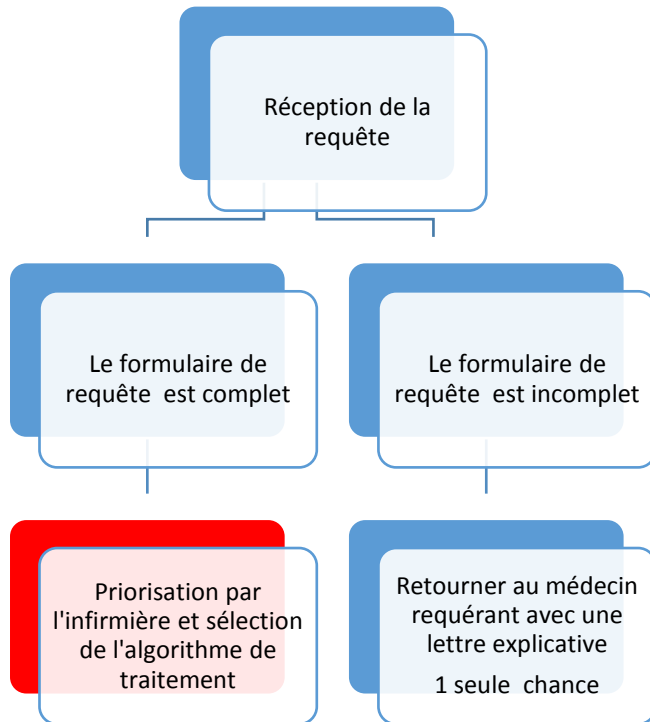 Réception de la
requête
Le formulaire de
requête est complet
Le formulaire de
requête est incomplet
Priorisation par
l'infirmière et sélection
de l'algorithme de
traitement
Retourner au médecin
requérant avec une
lettre explicative
1 seule chance